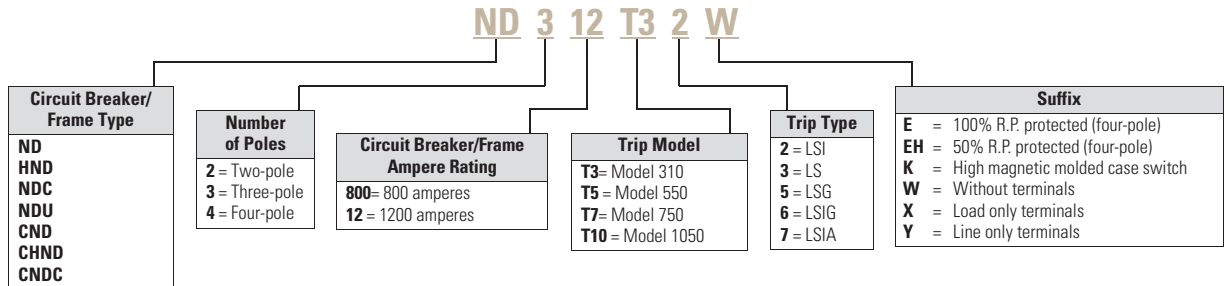 ND 3 12 T3 2 W
Circuit Breaker/
Frame Type
ND
HND
NDC
NDU
CND
CHND
CNDC
Number
of Poles
2 = Two-pole
3 = Three-pole
4 = Four-pole
Circuit Breaker/Frame
Ampere Rating
800= 800 amperes
12 = 1200 amperes
Trip Model
T3= Model 310
T5 = Model 550
T7= Model 750
T10 = Model 1050
Trip Type
2 = LSI
3 = LS
5 = LSG
6 = LSIG
7 = LSIA
Suffix
E = 100% R.P. protected (four-pole)
EH = 50% R.P. protected (four-pole)
K = High magnetic molded case switch
W = Without terminals
X = Load only terminals
Y = Line only terminals